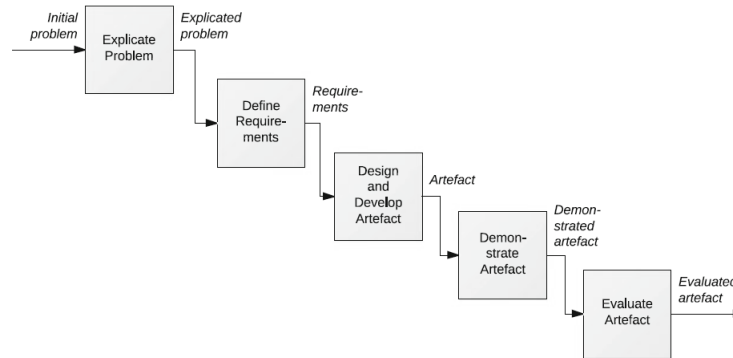 Initial
problem
Explicate
Problem
Explicated
problem
Define
Require-
ments
Require-
ments
Design
and
Develop
Artefact
Artefact
Demon-
strate
Artefact
Demon-
strated
artefact
Evaluate
Artefact
Evaluated
artefact